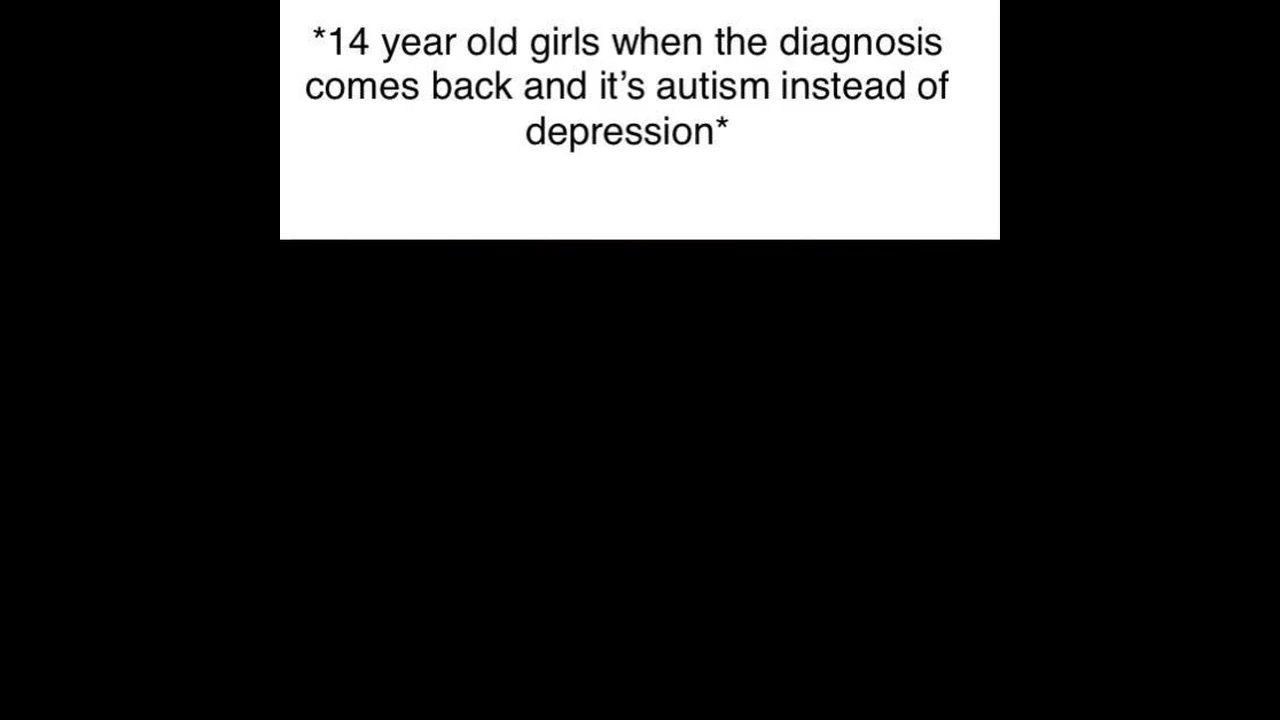 *14 year old girls when the diagnosis
comes back and it’s autism instead of
depression*